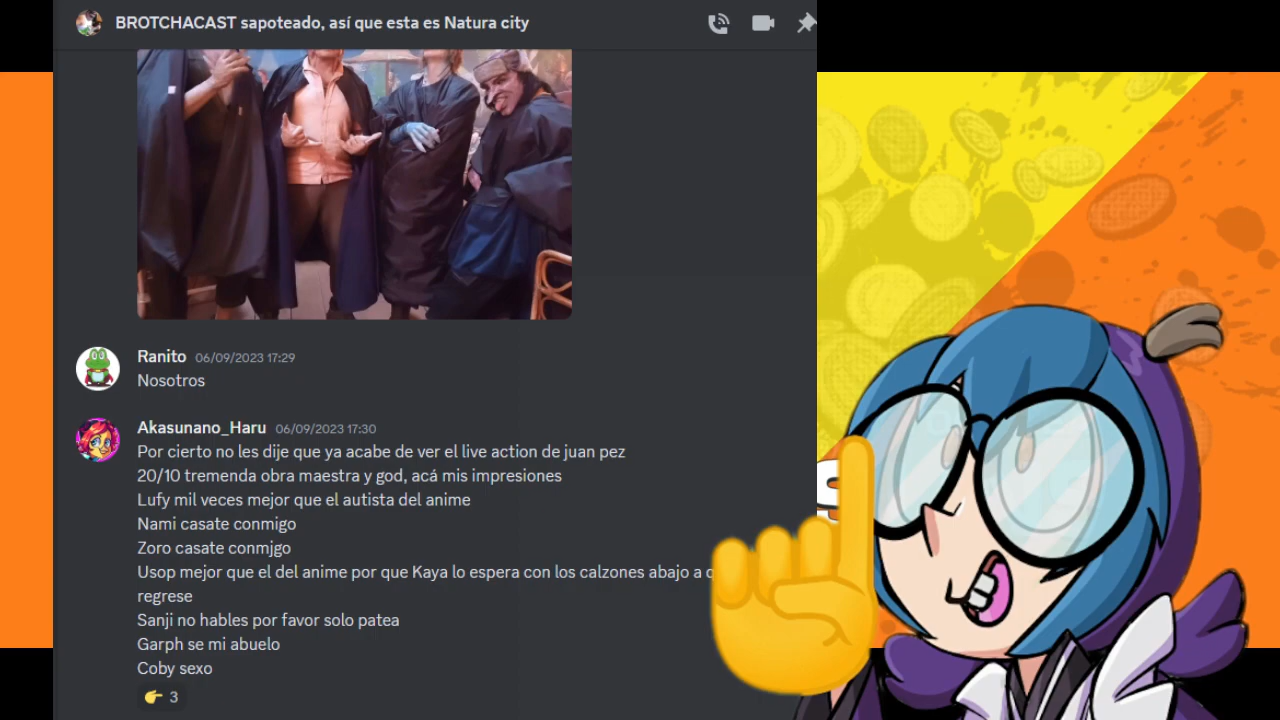 BROTCHACAST sapoteado, así que esta es Natura city
Ranito 06/09/2023 17:29
Nosotros
Akasunano_Haru 06/09/2023 17:30
Por cierto no les dije que ya acabe de ver el live action de juan pez
20/10 tremenda obra maestra y god, acá mis impresiones
Lufy mil veces mejor que el autista del anime
Nami casate conmigo
Zoro casate conmjgo
Usop mejor que el del anime por que Kaya lo espera con los calzones abajo a
regrese
Sanji no hables por favor solo patea
Garph se mi abuelo
Coby sexo
3